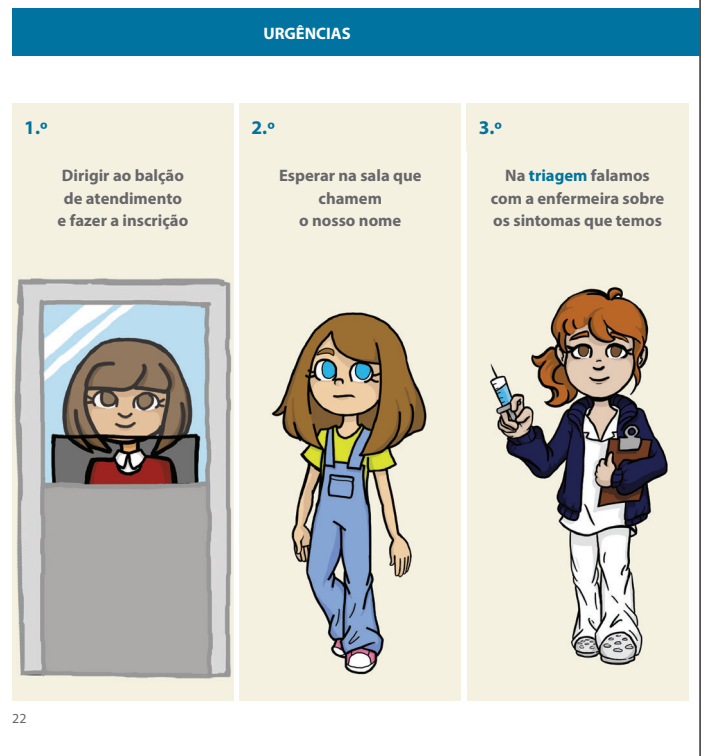 URGÊNCIAS
1.º
Dirigir ao balção
de atendimento
e fazer a inscrição
2.º
Esperar na sala que
chamem
o nosso nome
3.º
Na triagem falamos
com a enfermeira sobre
os sintomas que temos
22